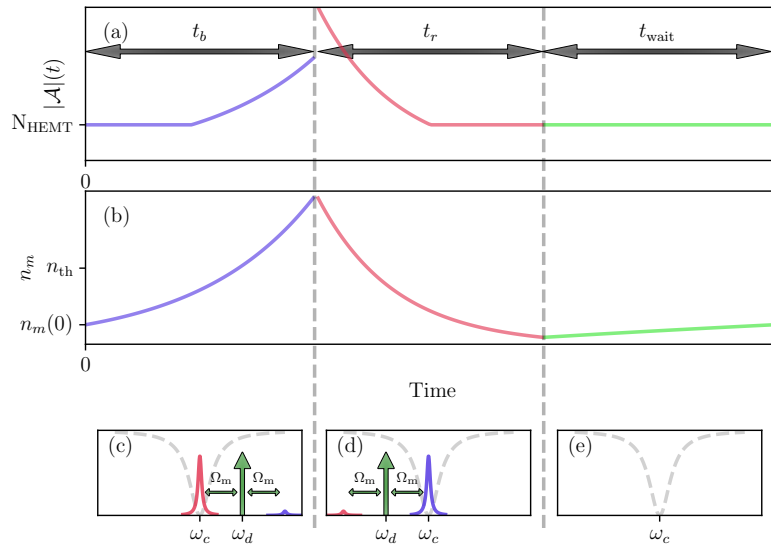 (a)
t_b
t_r
t_wait
|𝒜|(t)
N_HEMT
0
(b)
n_m
n_th
n_m(0)
0
Time
(c)
Ω_m
Ω_m
ω_c
ω_d
(d)
Ω_m
Ω_m
ω_d
ω_c
(e)
ω_c